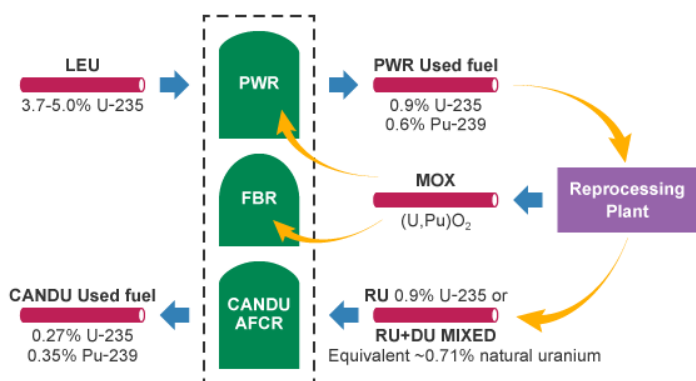 LEU
3.7-5.0% U-235
PWR
PWR Used fuel
0.9% U-235
0.6% Pu-239
FBR
MOX
(U,Pu)O₂
Reprocessing
Plant
CANDU Used fuel
0.27% U-235
0.35% Pu-239
CANDU
AFCR
RU 0.9% U-235 or
RU+DU MIXED
Equivalent ~0.71% natural uranium